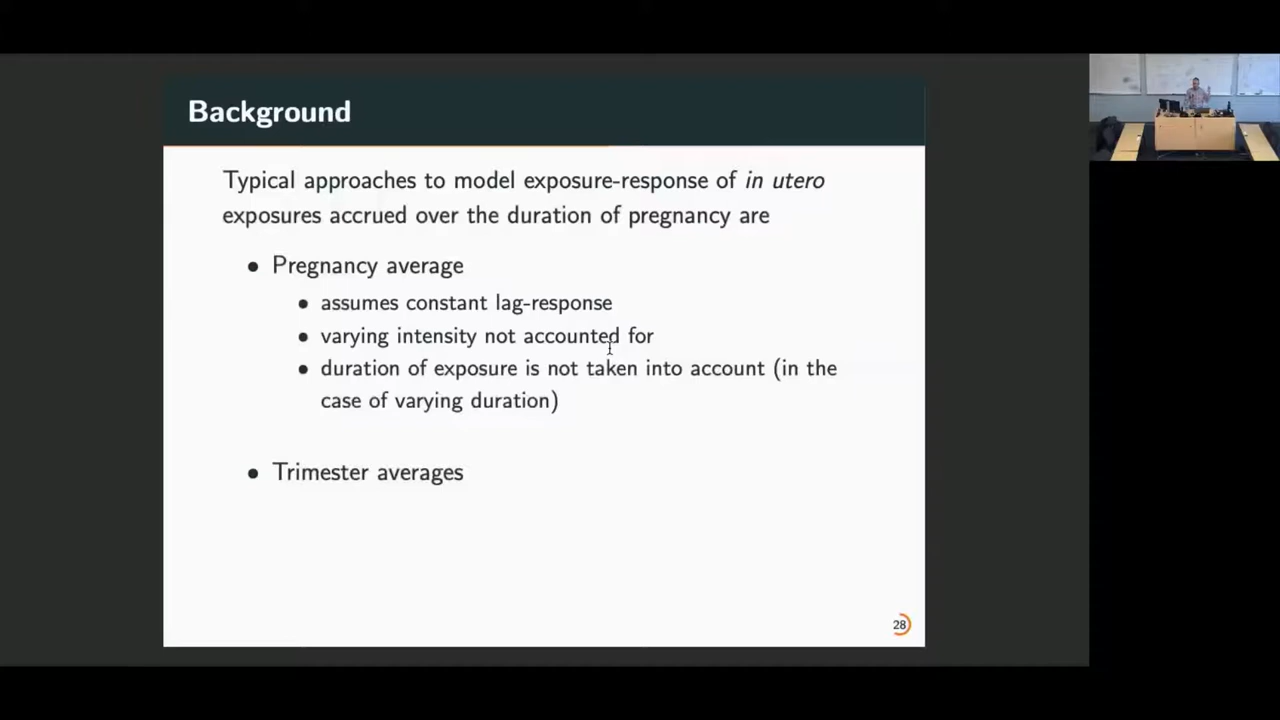 Background
Typical approaches to model exposure-response of in utero
exposures accrued over the duration of pregnancy are
● Pregnancy average
● assumes constant lag-response
● varying intensity not accounted for
● duration of exposure is not taken into account (in the
case of varying duration)
● Trimester averages
28